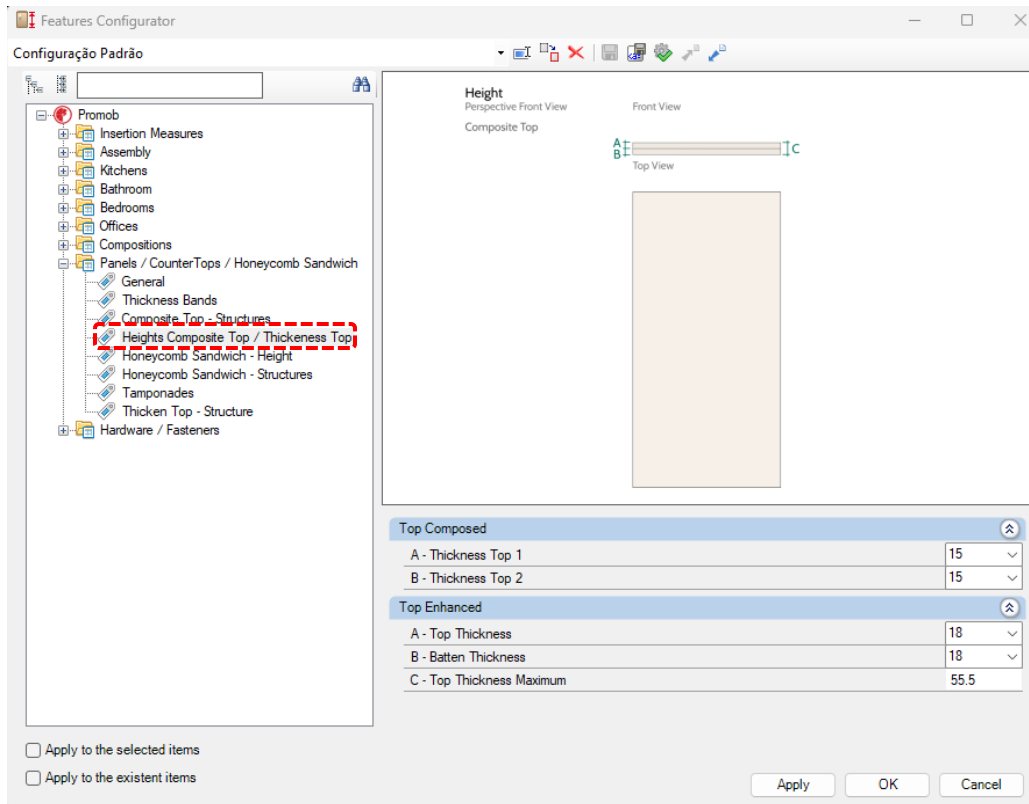 Features Configurator
Configuração Padrão
Promob
Insertion Measures
Assembly
Kitchens
Bathroom
Bedrooms
Offices
Compositions
Panels / CounterTops / Honeycomb Sandwich
General
Thickness Bands
Composite Top - Structures
Heights Composite Top / Thickeness Top
Honeycomb Sandwich - Height
Honeycomb Sandwich - Structures
Tamponades
Thicken Top - Structure
Hardware / Fasteners
Height
Perspective Front View Front View
Composite Top
A
B
C
Top View
Top Composed
A - Thickness Top 1 15
B - Thickness Top 2 15
Top Enhanced
A - Top Thickness 18
B - Batten Thickness 18
C - Top Thickness Maximum 55.5
Apply to the selected items
Apply to the existent items
Apply OK Cancel